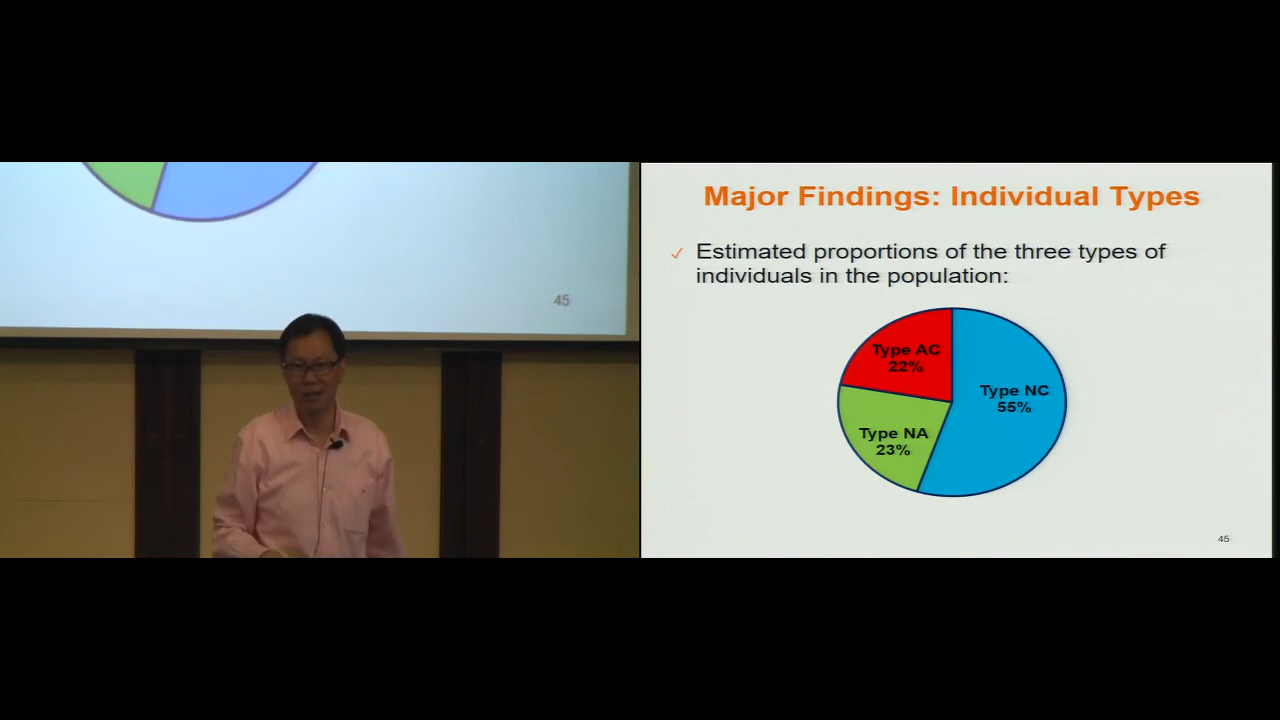 45
Major Findings: Individual Types
✓ Estimated proportions of the three types of
individuals in the population:
Type AC
22%
Type NC
55%
Type NA
23%
45